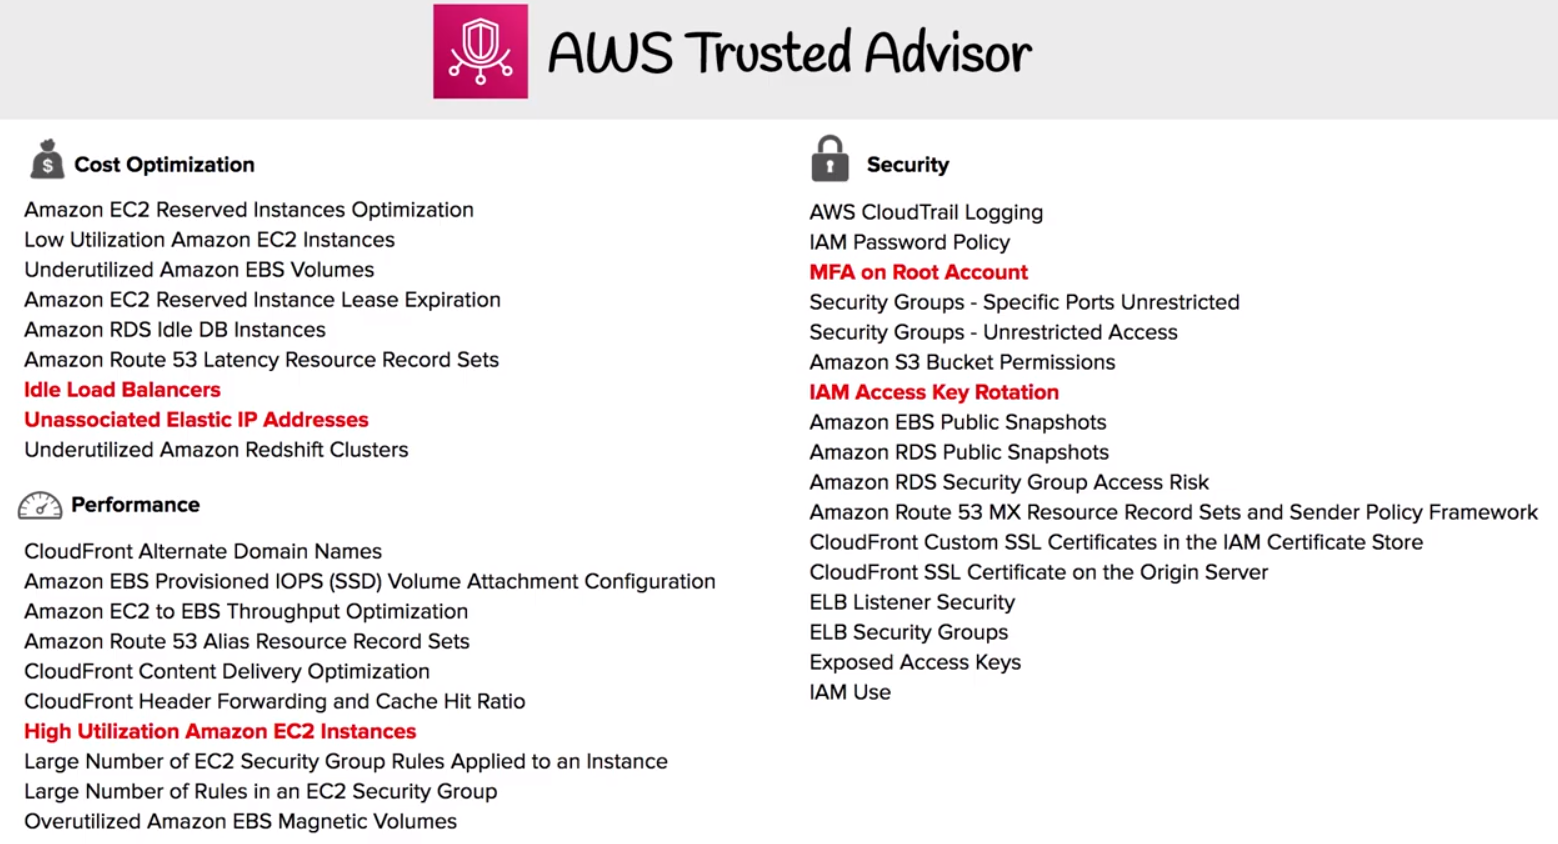 AWS Trusted Advisor
$ Cost Optimization
Amazon EC2 Reserved Instances Optimization
Low Utilization Amazon EC2 Instances
Underutilized Amazon EBS Volumes
Amazon EC2 Reserved Instance Lease Expiration
Amazon RDS Idle DB Instances
Amazon Route 53 Latency Resource Record Sets
Idle Load Balancers
Unassociated Elastic IP Addresses
Underutilized Amazon Redshift Clusters
Performance
CloudFront Alternate Domain Names
Amazon EBS Provisioned IOPS (SSD) Volume Attachment Configuration
Amazon EC2 to EBS Throughput Optimization
Amazon Route 53 Alias Resource Record Sets
CloudFront Content Delivery Optimization
CloudFront Header Forwarding and Cache Hit Ratio
High Utilization Amazon EC2 Instances
Large Number of EC2 Security Group Rules Applied to an Instance
Large Number of Rules in an EC2 Security Group
Overutilized Amazon EBS Magnetic Volumes
Security
AWS CloudTrail Logging
IAM Password Policy
MFA on Root Account
Security Groups - Specific Ports Unrestricted
Security Groups - Unrestricted Access
Amazon S3 Bucket Permissions
IAM Access Key Rotation
Amazon EBS Public Snapshots
Amazon RDS Public Snapshots
Amazon RDS Security Group Access Risk
Amazon Route 53 MX Resource Record Sets and Sender Policy Framework
CloudFront Custom SSL Certificates in the IAM Certificate Store
CloudFront SSL Certificate on the Origin Server
ELB Listener Security
ELB Security Groups
Exposed Access Keys
IAM Use